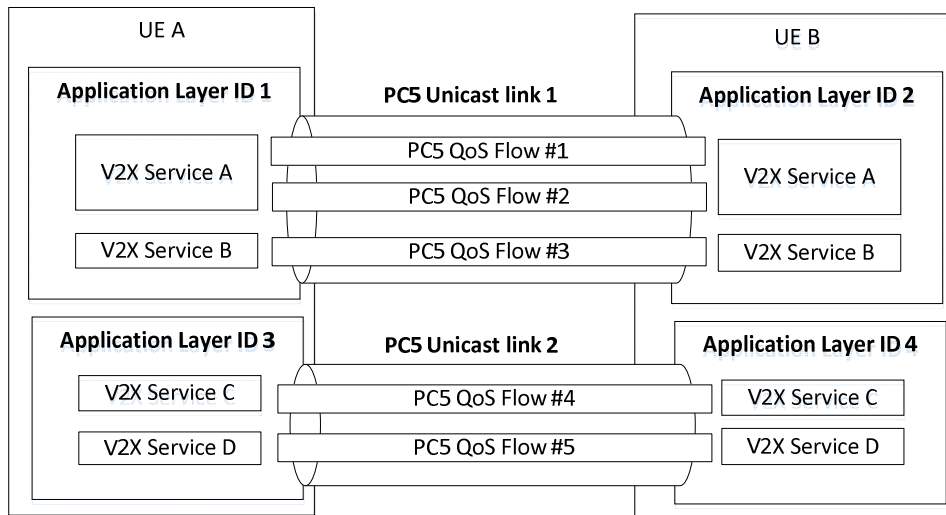 UE A
UE B
Application Layer ID 1
PC5 Unicast link 1
Application Layer ID 2
V2X Service A
PC5 QoS Flow #1
PC5 QoS Flow #2
V2X Service A
V2X Service B
PC5 QoS Flow #3
V2X Service B
Application Layer ID 3
PC5 Unicast link 2
Application Layer ID 4
V2X Service C
PC5 QoS Flow #4
V2X Service C
V2X Service D
PC5 QoS Flow #5
V2X Service D